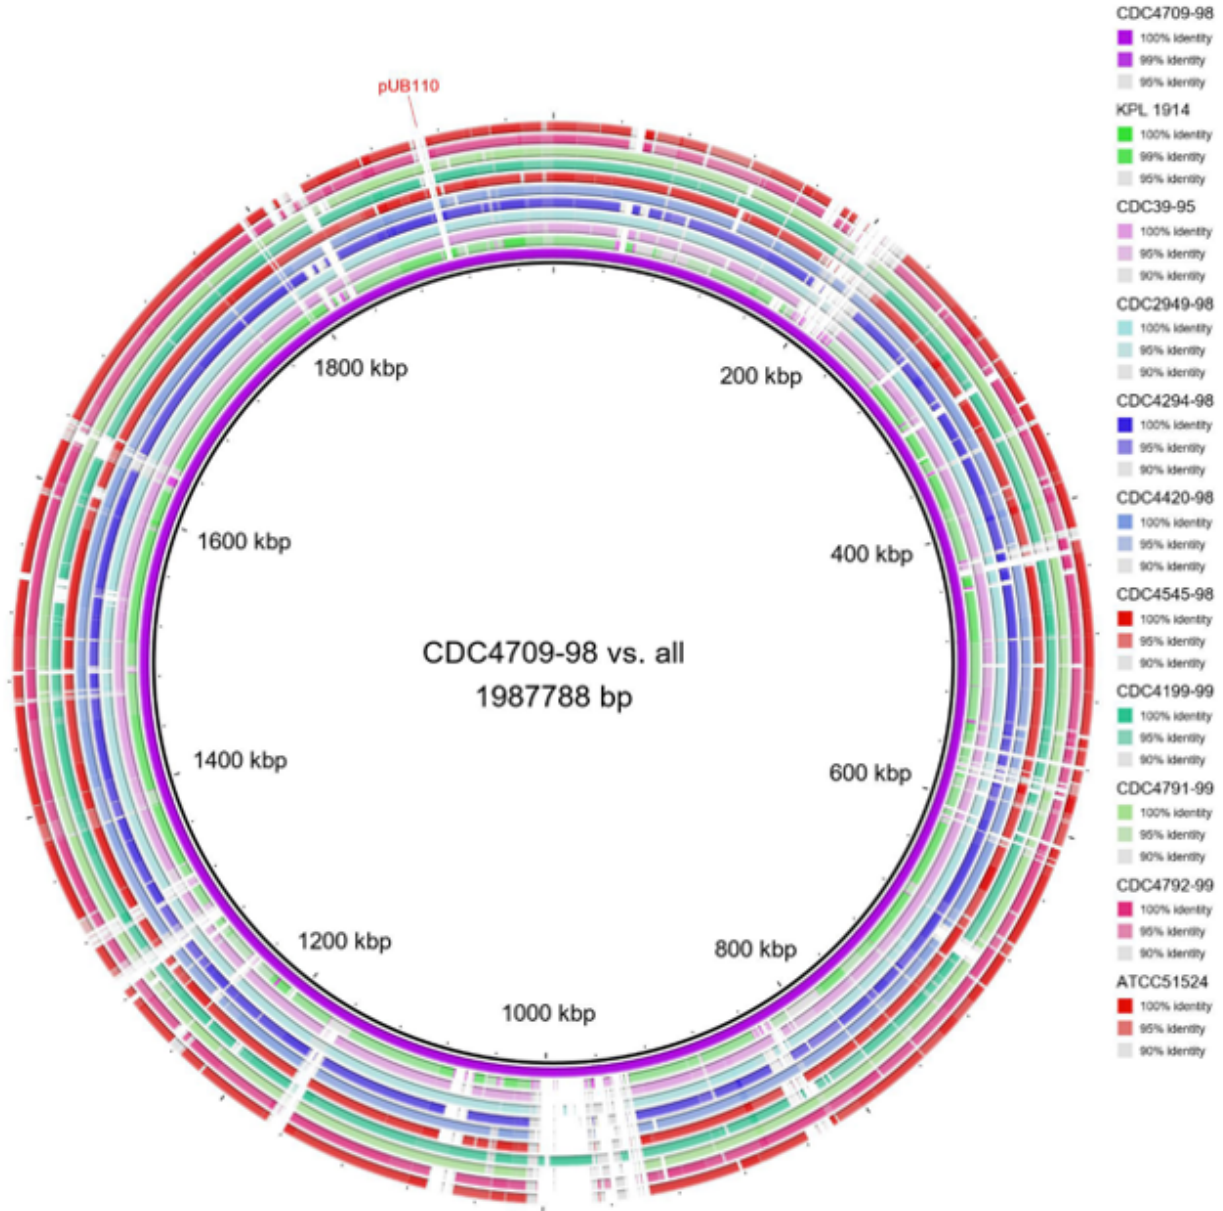 pUB110
1800 kbp
200 kbp
1600 kbp
400 kbp
CDC4709-98 vs. all
1987788 bp
1400 kbp
600 kbp
1200 kbp
800 kbp
1000 kbp
CDC4709-98
100% identity
99% identity
95% identity
KPL 1914
100% identity
99% identity
95% identity
CDC39-95
100% identity
95% identity
90% identity
CDC2949-98
100% identity
95% identity
90% identity
CDC4294-98
100% identity
95% identity
90% identity
CDC4420-98
100% identity
95% identity
90% identity
CDC4545-98
100% identity
95% identity
90% identity
CDC4199-99
100% identity
95% identity
90% identity
CDC4791-99
100% identity
95% identity
90% identity
CDC4792-99
100% identity
95% identity
90% identity
ATCC51524
100% identity
95% identity
90% identity